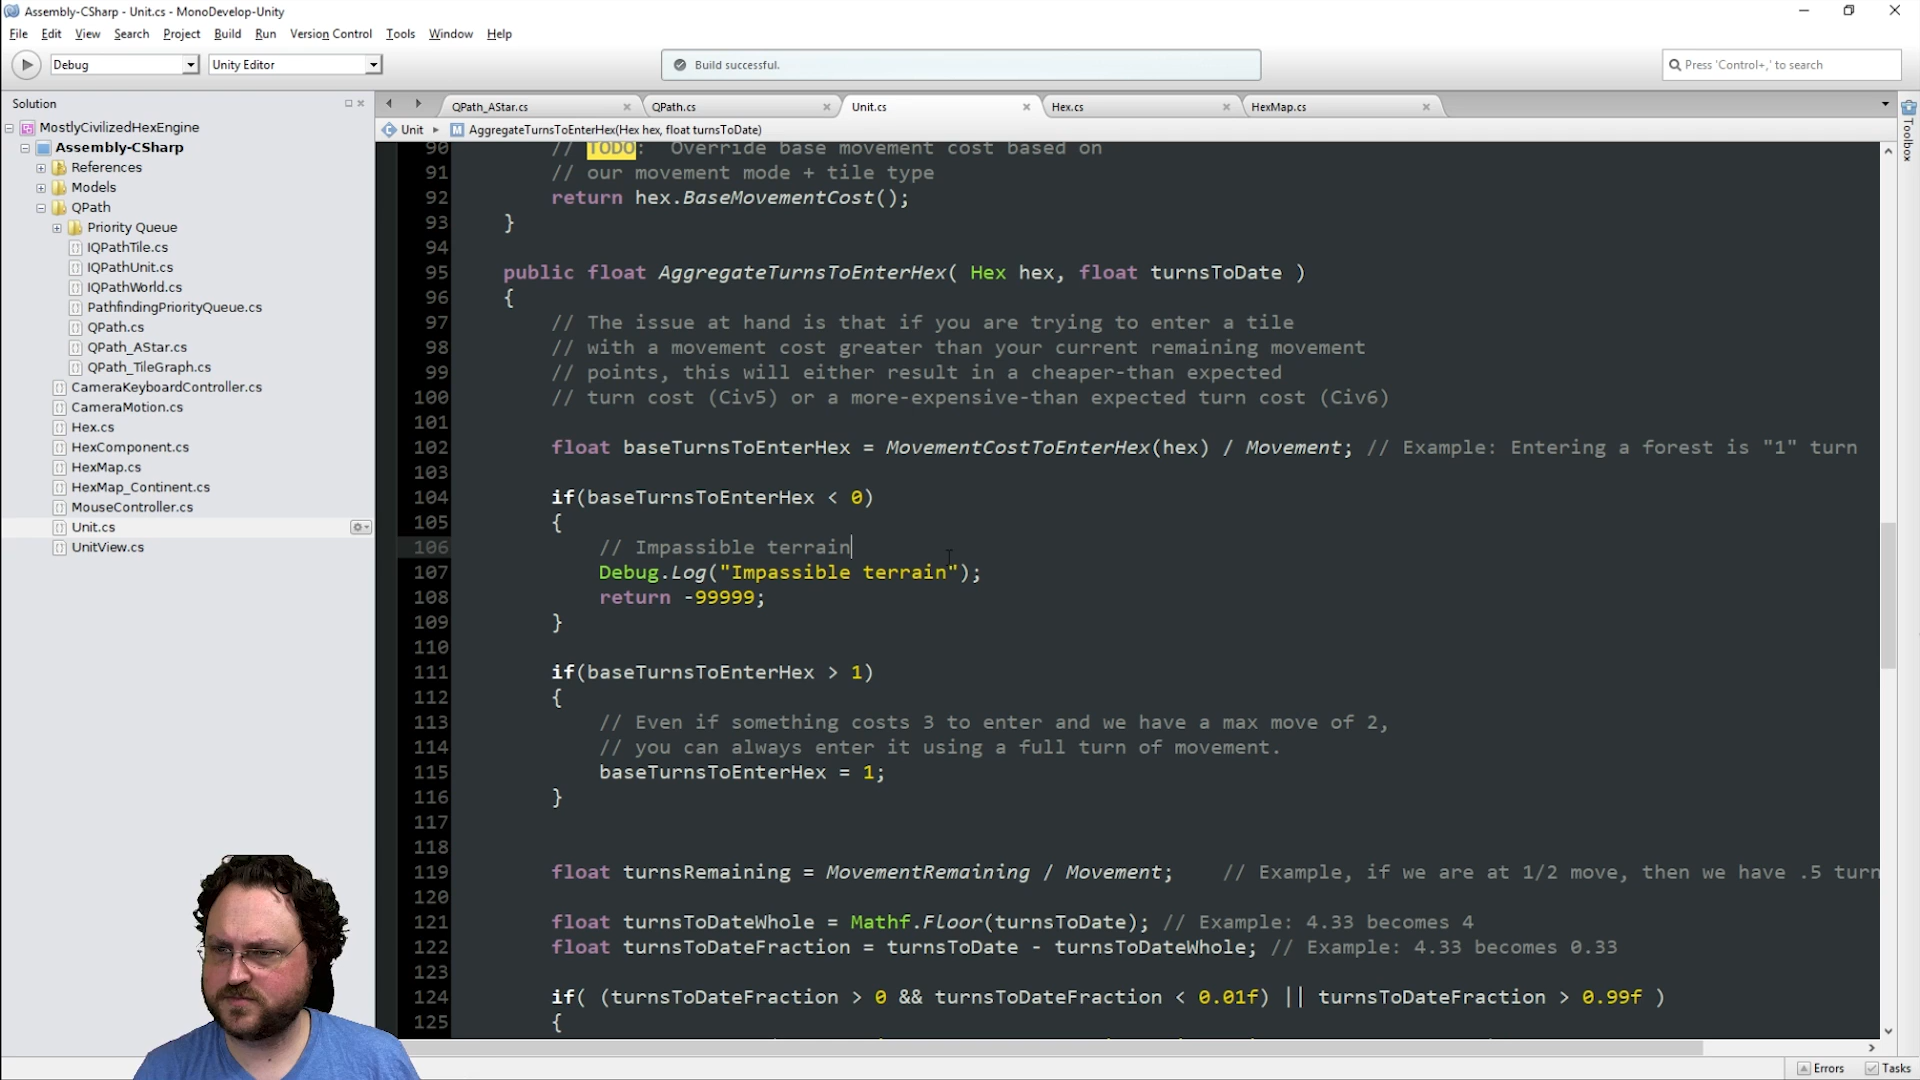 Assembly-CSharp - Unit.cs - MonoDevelop-Unity
File Edit View Search Project Build Run Version Control Tools Window Help
Debug
Unity Editor
Build successful.
Press 'Control+,' to search
Solution
MostlyCivilizedHexEngine
Assembly-CSharp
References
Models
QPath
Priority Queue
IQPathTile.cs
IQPathUnit.cs
IQPathWorld.cs
PathfindingPriorityQueue.cs
QPath.cs
QPath_AStar.cs
QPath_TileGraph.cs
CameraKeyboardController.cs
CameraMotion.cs
Hex.cs
HexComponent.cs
HexMap.cs
HexMap_Continent.cs
MouseController.cs
Unit.cs
UnitView.cs
QPath_AStar.cs QPath.cs Unit.cs Hex.cs HexMap.cs
Unit AggregateTurnsToEnterHex(Hex hex, float turnsToDate)
90 // TODO: Override base movement cost based on
91 // our movement mode + tile type
92 return hex.BaseMovementCost();
93 }
94
95 public float AggregateTurnsToEnterHex( Hex hex, float turnsToDate )
96 {
97 // The issue at hand is that if you are trying to enter a tile
98 // with a movement cost greater than your current remaining movement
99 // points, this will either result in a cheaper-than expected
100 // turn cost (Civ5) or a more-expensive-than expected turn cost (Civ6)
101
102 float baseTurnsToEnterHex = MovementCostToEnterHex(hex) / Movement; // Example: Entering a forest is "1" turn
103
104 if(baseTurnsToEnterHex < 0)
105 {
106 // Impassible terrain
107 Debug.Log("Impassible terrain");
108 return -99999;
109 }
110
111 if(baseTurnsToEnterHex > 1)
112 {
113 // Even if something costs 3 to enter and we have a max move of 2,
114 // you can always enter it using a full turn of movement.
115 baseTurnsToEnterHex = 1;
116 }
117
118
119 float turnsRemaining = MovementRemaining / Movement; // Example, if we are at 1/2 move, then we have .5 turn
120
121 float turnsToDateWhole = Mathf.Floor(turnsToDate); // Example: 4.33 becomes 4
122 float turnsToDateFraction = turnsToDate - turnsToDateWhole; // Example: 4.33 becomes 0.33
123
124 if( (turnsToDateFraction > 0 && turnsToDateFraction < 0.01f) || turnsToDateFraction > 0.99f )
125 {
Toolbox
Errors Tasks